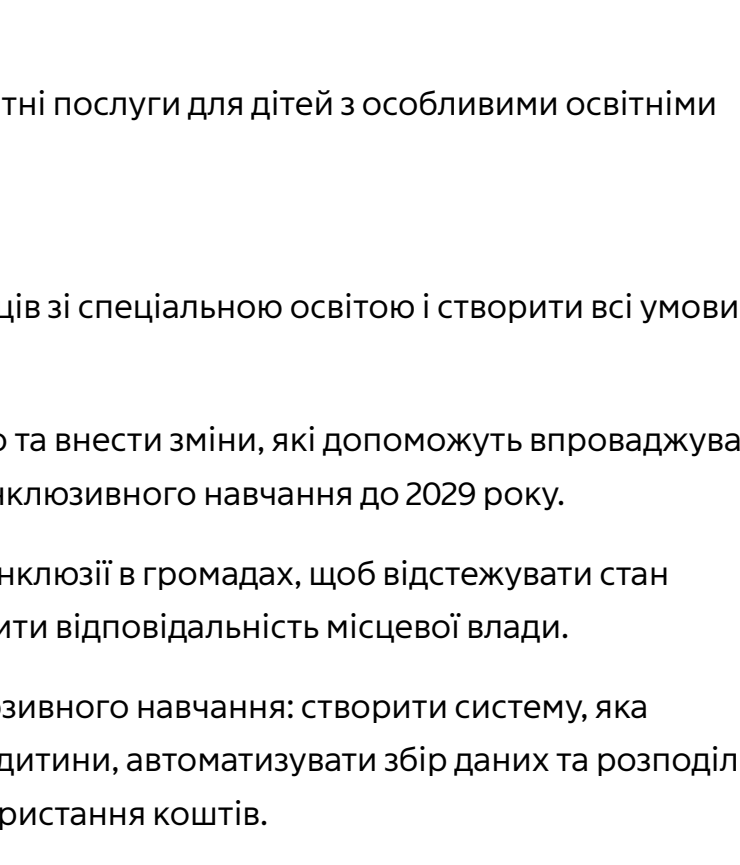 тні послуги для дітей з особливими освітніми
ців зі спеціальною освітою і створити всі умови
о та внести зміни, які допоможуть впроваджува
нклюзивного навчання до 2029 року.
нклюзії в громадах, щоб відстежувати стан
ити відповідальність місцевої влади.
зивного навчання: створити систему, яка
дитини, автоматизувати збір даних та розподіл
ристання коштів.